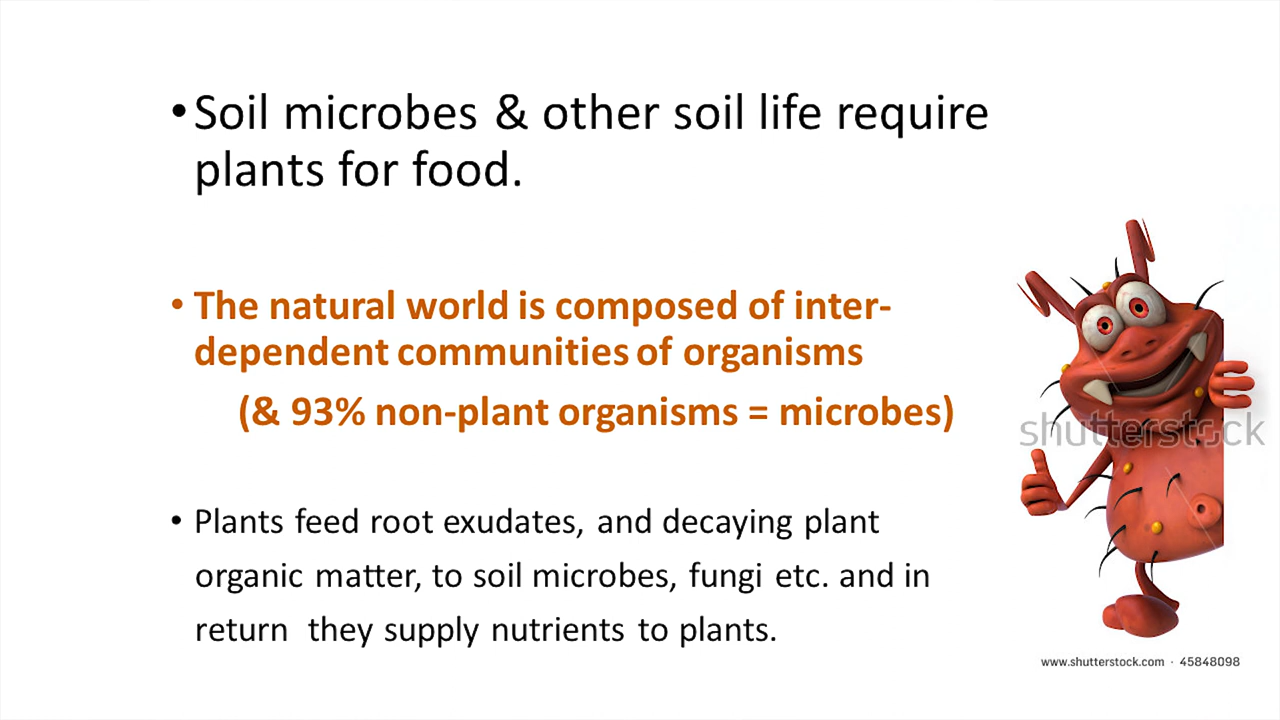 • Soil microbes & other soil life require
plants for food.
• The natural world is composed of inter-
dependent communities of organisms
(& 93% non-plant organisms = microbes)
shutterstock
• Plants feed root exudates, and decaying plant
organic matter, to soil microbes, fungi etc. and in
return they supply nutrients to plants.
www.shutterstock.com · 45848098